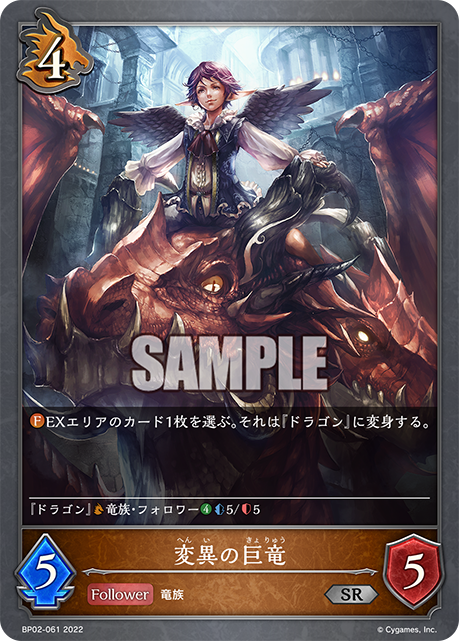 4
SAMPLE
FEXエリアのカード1枚を選ぶ。それは『ドラゴン』に変身する。
『ドラゴン』竜族・フォロワー4 5/5
へんい きょりゅう
変異の巨竜
5
5
Follower 竜族
SR
BP02-061 2022
© Cygames, Inc.